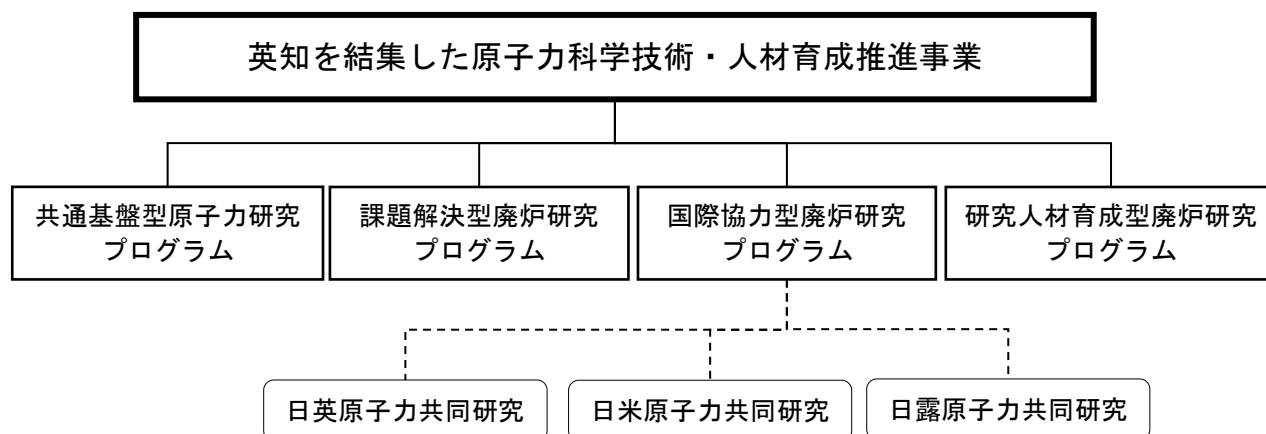 英知を結集した原子力科学技術・人材育成推進事業
共通基盤型原子力研究
プログラム
課題解決型廃炉研究
プログラム
国際協力型廃炉研究
プログラム
研究人材育成型廃炉研究
プログラム
日英原子力共同研究
日米原子力共同研究
日露原子力共同研究